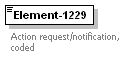 Element-1229
Action request/notification,
coded